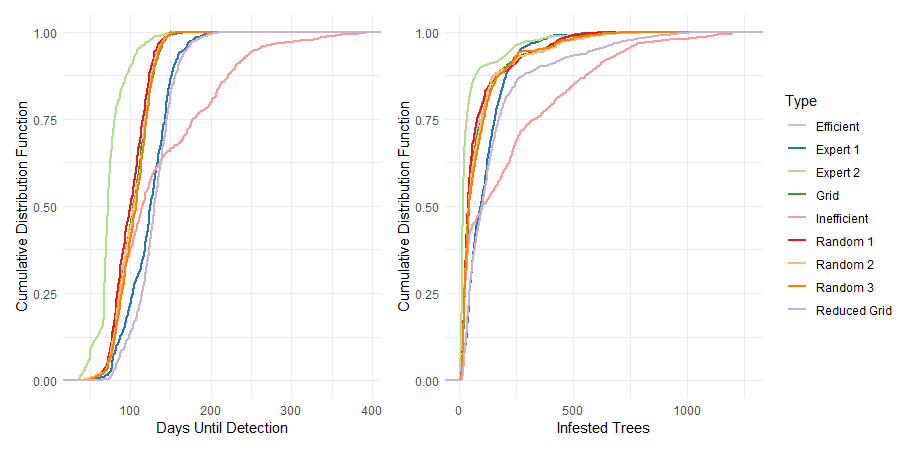 Cumulative Distribution Function
1.00
0.75
0.50
0.25
0.00
100
200
300
400
Days Until Detection
Cumulative Distribution Function
1.00
0.75
0.50
0.25
0.00
0
500
1000
Infested Trees
Type
Efficient
Expert 1
Expert 2
Grid
Inefficient
Random 1
Random 2
Random 3
Reduced Grid